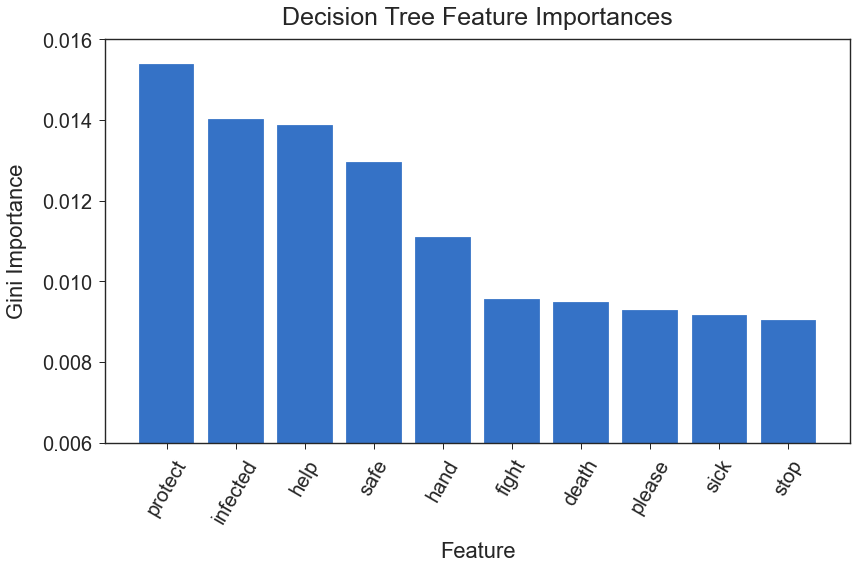 Decision Tree Feature Importances
Gini Importance
0.016
0.014
0.012
0.010
0.008
0.006
protect
infected
help
safe
hand
fight
death
please
sick
stop
Feature